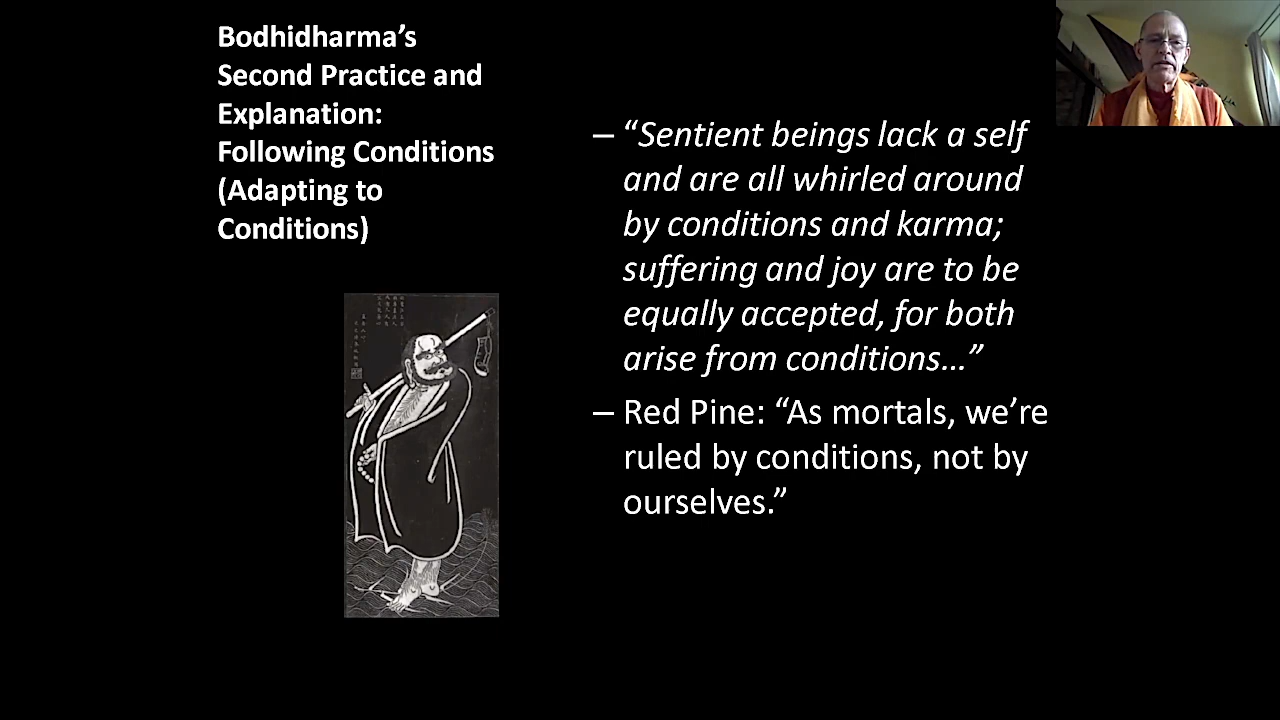 Bodhidharma’s
Second Practice and
Explanation:
Following Conditions
(Adapting to
Conditions)
– “Sentient beings lack a self
and are all whirled around
by conditions and karma;
suffering and joy are to be
equally accepted, for both
arise from conditions…”
– Red Pine: “As mortals, we’re
ruled by conditions, not by
ourselves.”